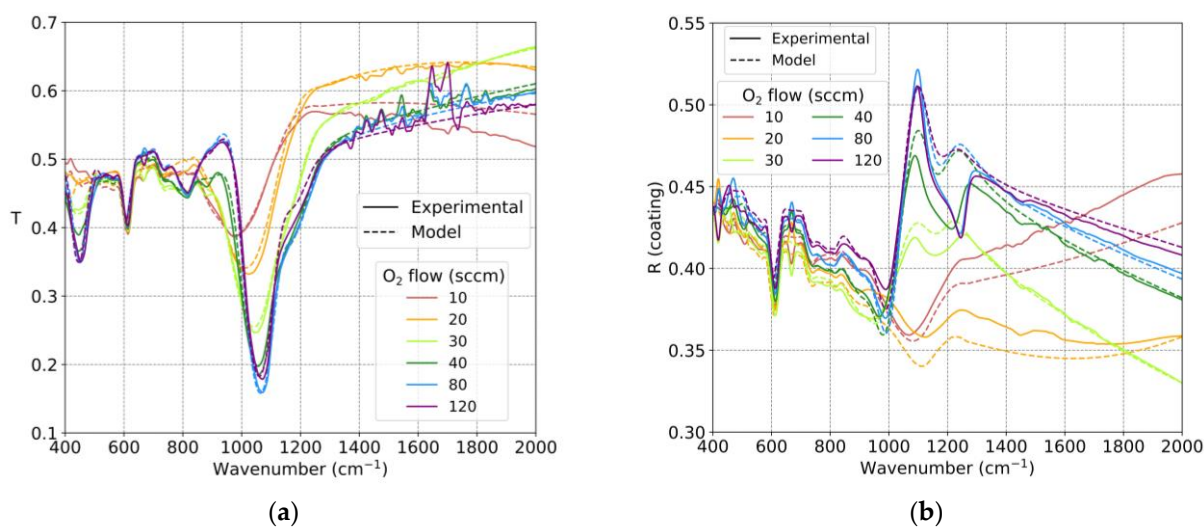 0.7
0.6
0.5
T
0.4
0.3
0.2
0.1
400 600 800 1000 1200 1400 1600 1800 2000
Wavenumber (cm⁻¹)
Experimental
Model
O₂ flow (sccm)
10
20
30
40
80
120
(a)
0.55
0.50
0.45
R (coating)
0.40
0.35
0.30
400 600 800 1000 1200 1400 1600 1800 2000
Wavenumber (cm⁻¹)
Experimental
Model
O₂ flow (sccm)
10 40
20 80
30 120
(b)